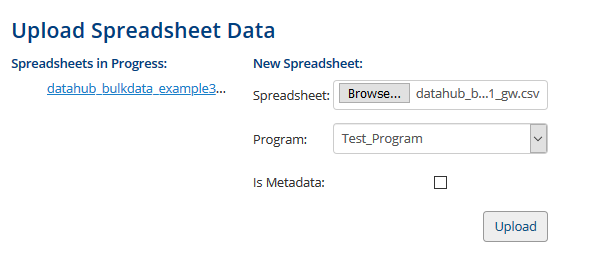 Upload Spreadsheet Data
Spreadsheets in Progress:
datahub_bulkdata_example3...
New Spreadsheet:
Spreadsheet: Browse... datahub_b...1_gw.csv
Program: Test_Program
Is Metadata:
Upload